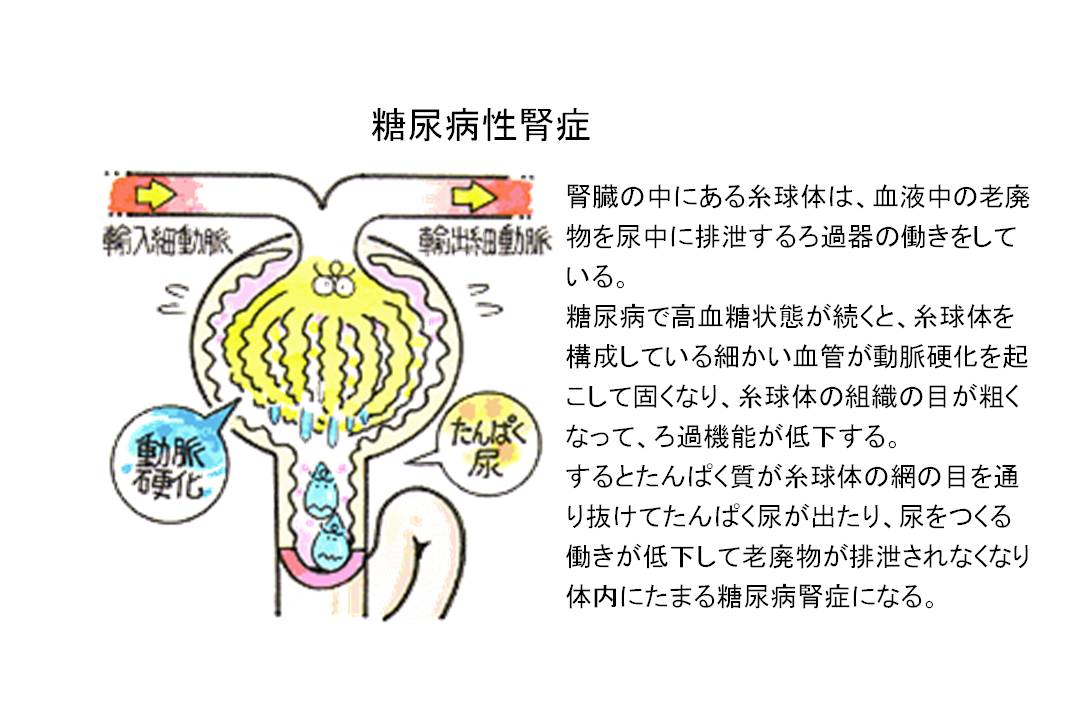 糖尿病性腎症
輸入細動脈
輸出細動脈
動脈
硬化
たんぱく
尿
腎臓の中にある糸球体は、血液中の老廃
物を尿中に排泄するろ過器の働きをして
いる。
糖尿病で高血糖状態が続くと、糸球体を
構成している細かい血管が動脈硬化を起
こして固くなり、糸球体の組織の目が粗く
なって、ろ過機能が低下する。
するとたんぱく質が糸球体の網の目を通
り抜けてたんぱく尿が出たり、尿をつくる
働きが低下して老廃物が排泄されなくなり
体内にたまる糖尿病腎症になる。